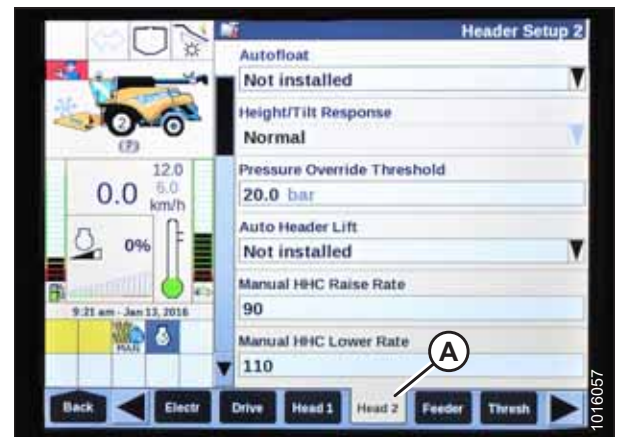 Header Setup 2
Autofloat
Not installed
Height/Tilt Response
Normal
Pressure Override Threshold
20.0 bar
Auto Header Lift
Not installed
Manual HHC Raise Rate
90
Manual HHC Lower Rate
110
2
(P)
12.0
0.0 6.0
km/h
0%
9:21 am - Jan 13, 2016
MAN
A
Back Electr Drive Head 1 Head 2 Feeder Thresh
1016057